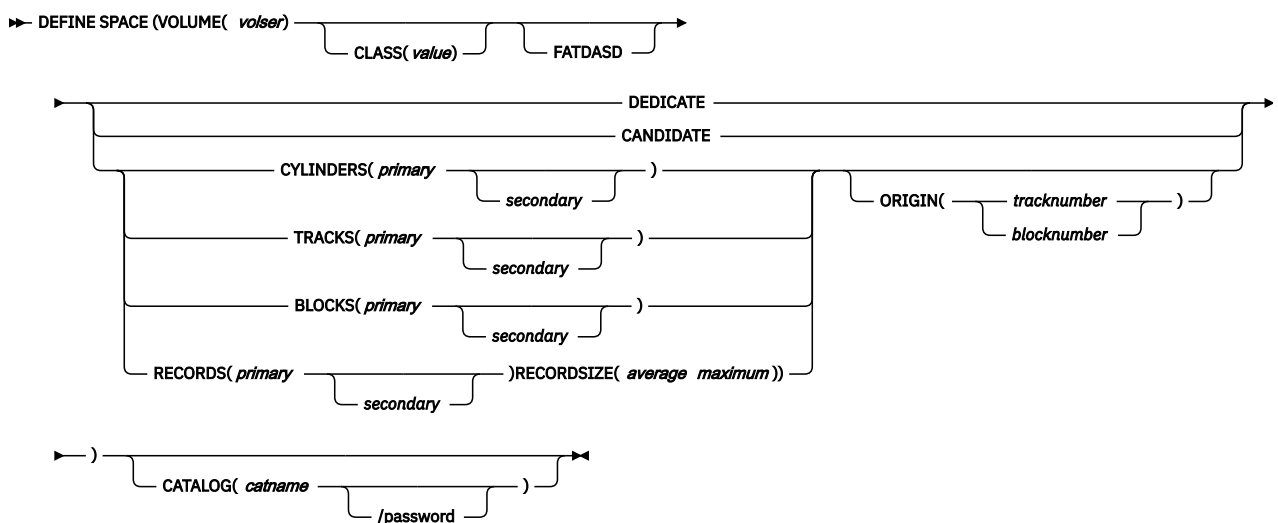 DEFINE SPACE (VOLUME( volser)
CLASS( value)
FATDASD
DEDICATE
CANDIDATE
CYLINDERS( primary
secondary
)
ORIGIN(
tracknumber
blocknumber
)
TRACKS( primary
secondary
)
BLOCKS( primary
secondary
)
RECORDS( primary
secondary
)RECORDSIZE( average maximum))
)
CATALOG( catname
/password
)